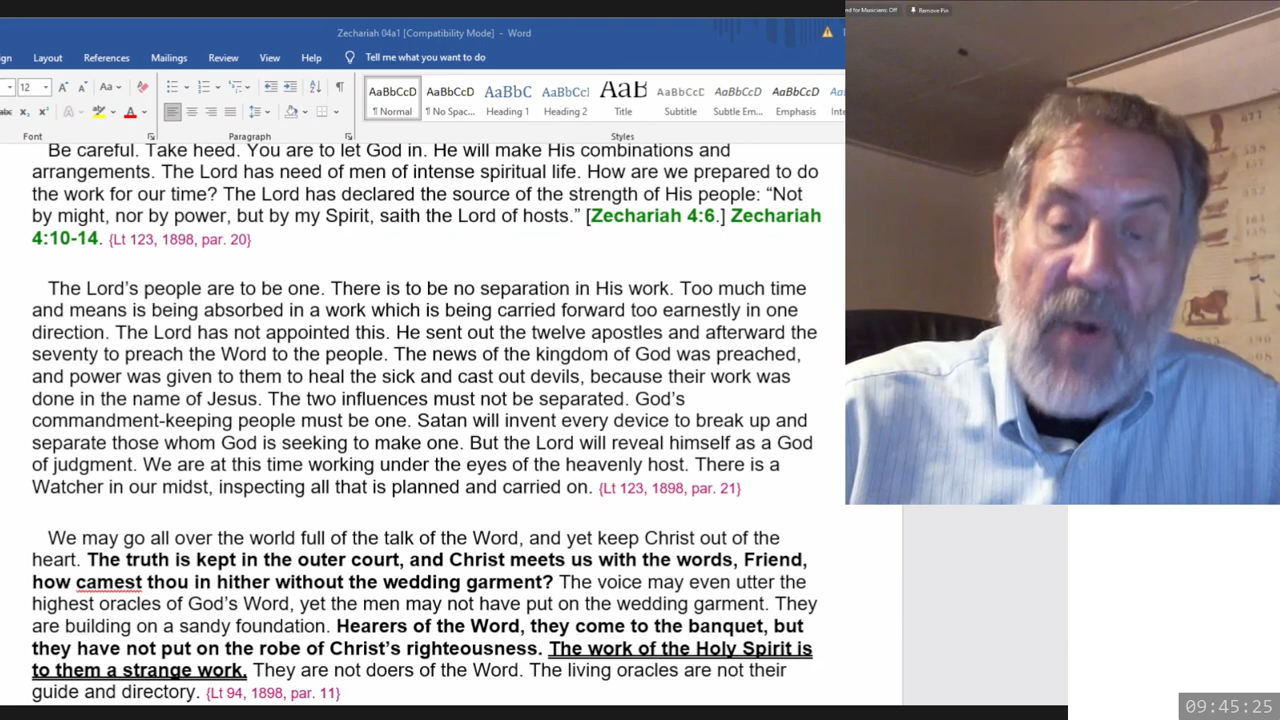 nd for Musicians: Off Remove Pin
Zechariah 04a1 [Compatibility Mode] - Word
ign Layout References Mailings Review View Help Tell me what you want to do
12 Aa
abc x₂ x² A A
Font Paragraph Styles
AaBbCcD AaBbCcD AaBbC AaBbCcI AaB AaBbCcD AaBbCcD AaBbCcD
¶ Normal ¶ No Spac... Heading 1 Heading 2 Title Subtitle Subtle Em... Emphasis Inte
Be careful. Take heed. You are to let God in. He will make His combinations and
arrangements. The Lord has need of men of intense spiritual life. How are we prepared to do
the work for our time? The Lord has declared the source of the strength of His people: “Not
by might, nor by power, but by my Spirit, saith the Lord of hosts.” [Zechariah 4:6.] Zechariah
4:10-14. {Lt 123, 1898, par. 20}
The Lord’s people are to be one. There is to be no separation in His work. Too much time
and means is being absorbed in a work which is being carried forward too earnestly in one
direction. The Lord has not appointed this. He sent out the twelve apostles and afterward the
seventy to preach the Word to the people. The news of the kingdom of God was preached,
and power was given to them to heal the sick and cast out devils, because their work was
done in the name of Jesus. The two influences must not be separated. God’s
commandment-keeping people must be one. Satan will invent every device to break up and
separate those whom God is seeking to make one. But the Lord will reveal himself as a God
of judgment. We are at this time working under the eyes of the heavenly host. There is a
Watcher in our midst, inspecting all that is planned and carried on. {Lt 123, 1898, par. 21}
We may go all over the world full of the talk of the Word, and yet keep Christ out of the
heart. The truth is kept in the outer court, and Christ meets us with the words, Friend,
how camest thou in hither without the wedding garment? The voice may even utter the
highest oracles of God’s Word, yet the men may not have put on the wedding garment. They
are building on a sandy foundation. Hearers of the Word, they come to the banquet, but
they have not put on the robe of Christ’s righteousness. The work of the Holy Spirit is
to them a strange work. They are not doers of the Word. The living oracles are not their
guide and directory. {Lt 94, 1898, par. 11}
09:45:25